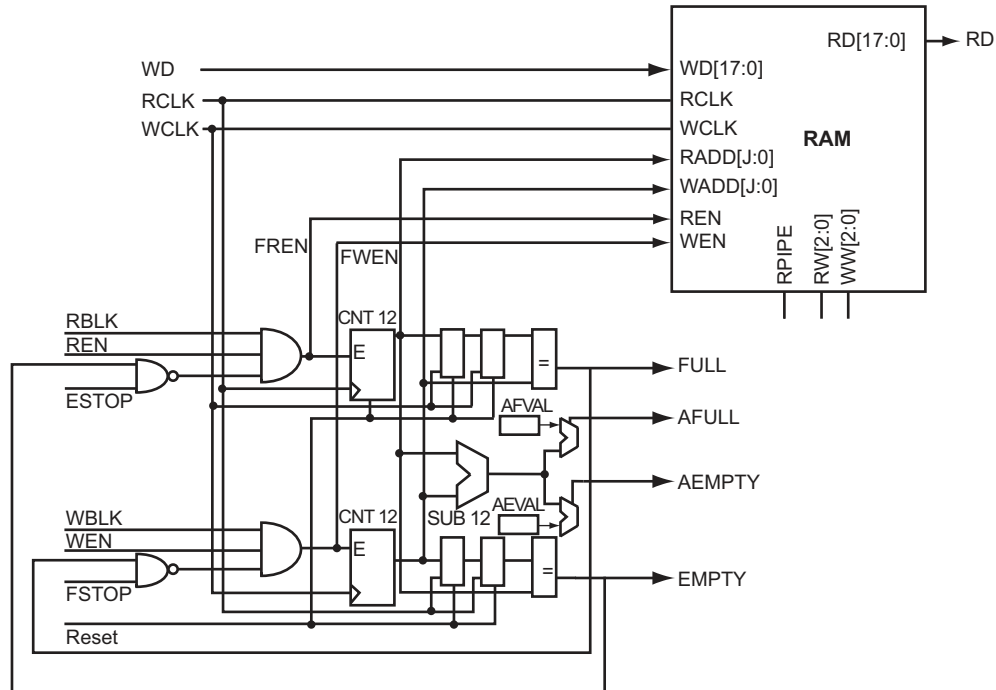 RD[17:0]
RD
WD
WD[17:0]
RCLK
RCLK
WCLK
WCLK
RAM
RADD[J:0]
WADD[J:0]
REN
FREN
FWEN
WEN
RPIPE
RW[2:0]
WW[2:0]
RBLK
CNT 12
REN
E
=
FULL
ESTOP
AFVAL
AFULL
AEMPTY
WBLK
CNT 12
SUB 12
AEVAL
WEN
E
=
EMPTY
FSTOP
Reset